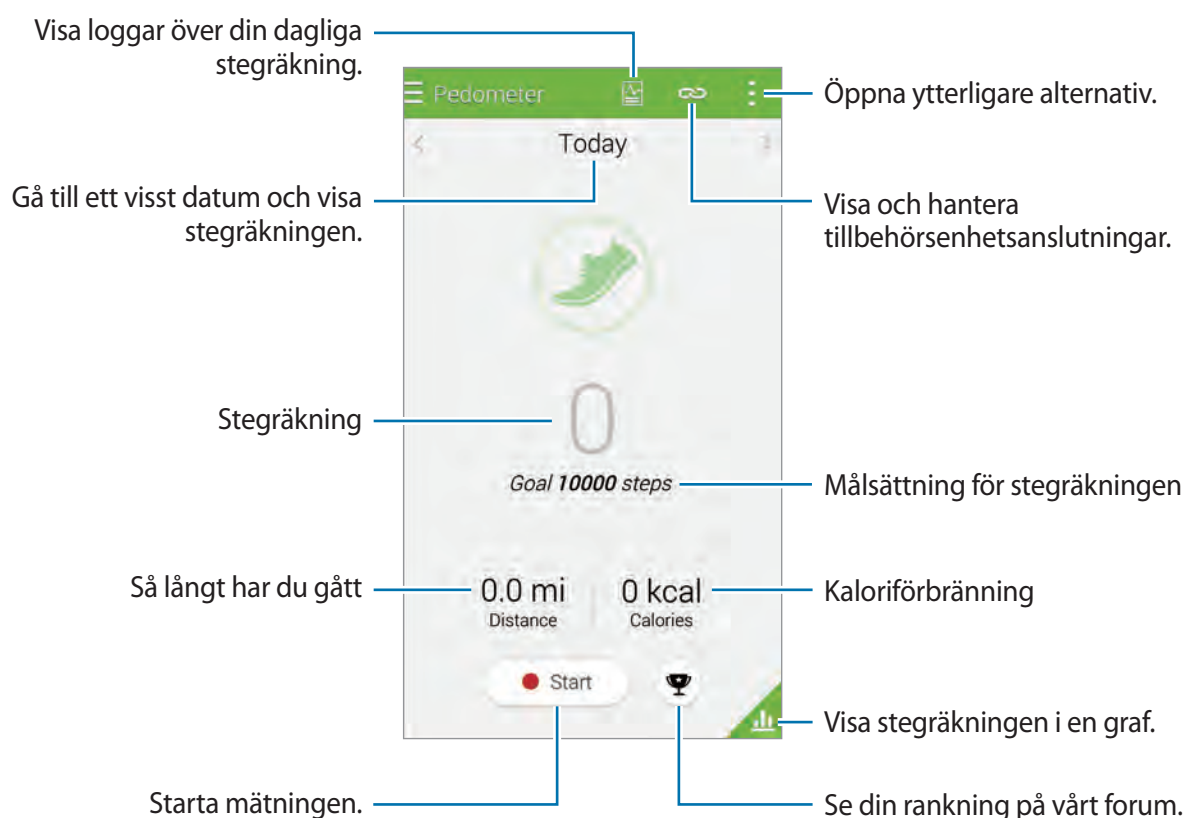 Visa loggar över din dagliga
stegräkning.
Pedometer
Öppna ytterligare alternativ.
Today
Gå till ett visst datum och visa
stegräkningen.
Visa och hantera
tillbehörsenhetsanslutningar.
Stegräkning
0
Goal 10000 steps
Målsättning för stegräkningen
Så långt har du gått
0.0 mi
Distance
0 kcal
Calories
Kaloriförbränning
Start
Visa stegräkningen i en graf.
Starta mätningen.
Se din rankning på vårt forum.